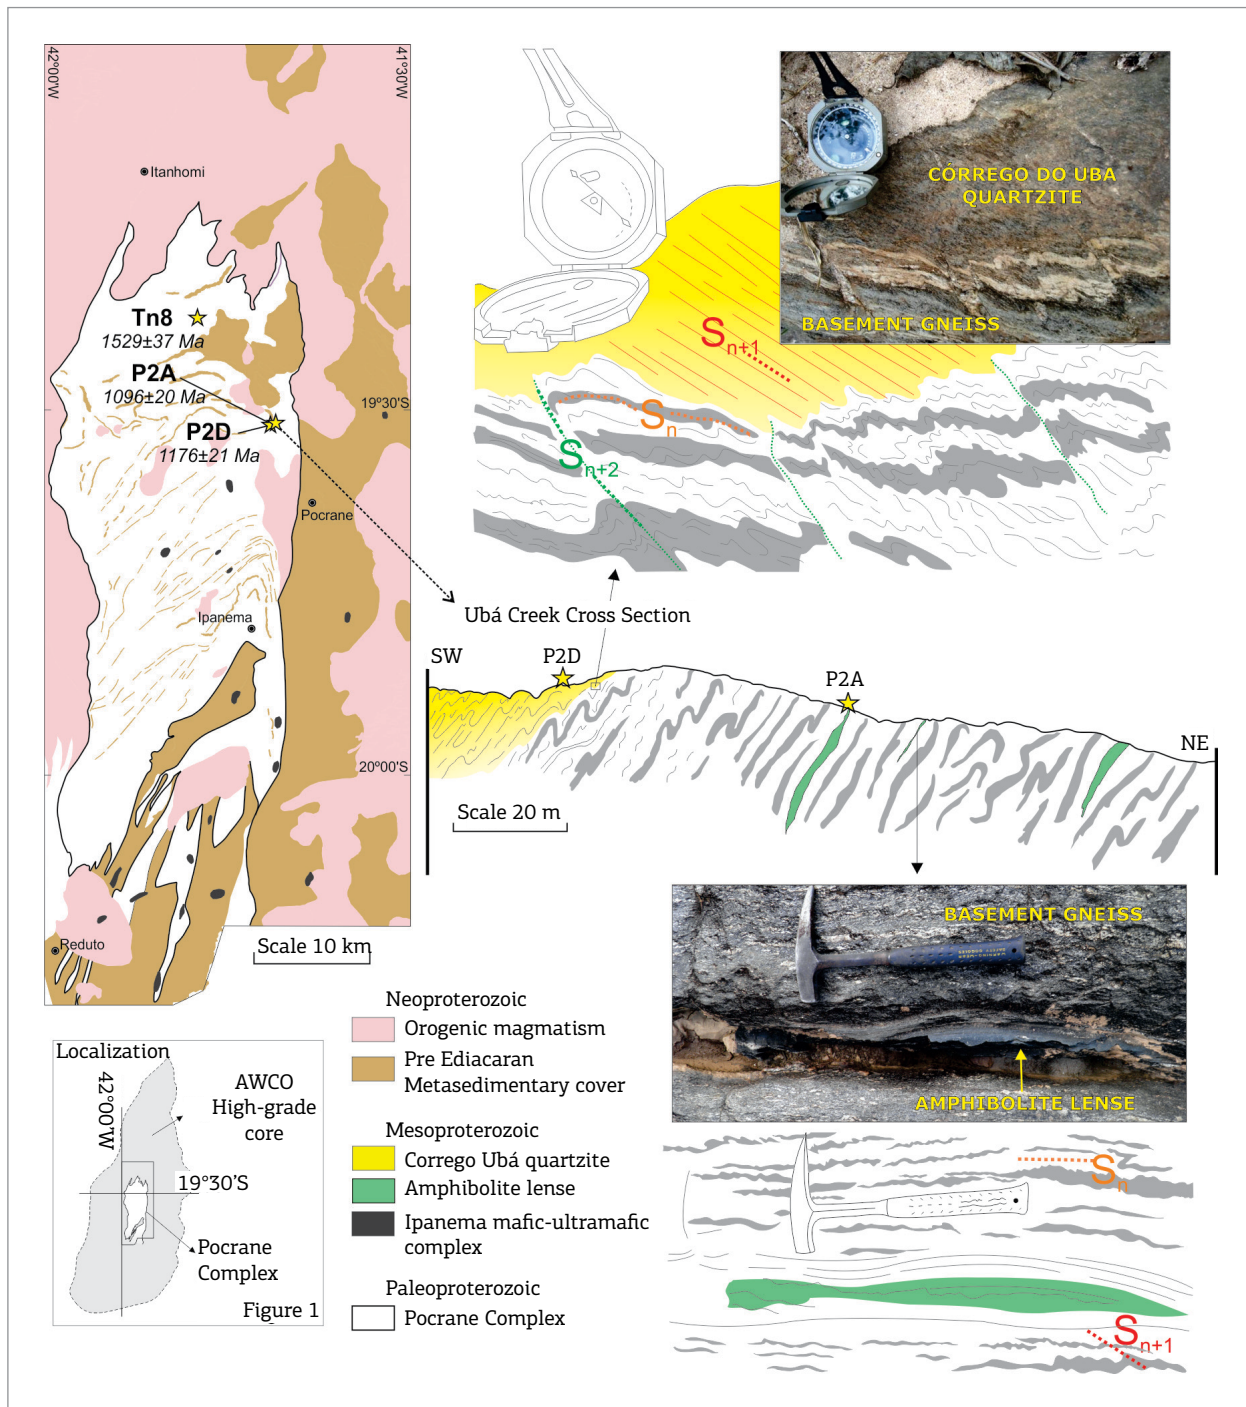 42°00'W
41°30'W
Itanhomi
Tn8
1529±37 Ma
P2A
1096±20 Ma
P2D
1176±21 Ma
19°30'S
Pocrane
Ipanema
20°00'S
Reduto
Scale 10 km
CÓRREGO DO UBA
QUARTZITE
BASEMENT GNEISS
Sn+1
Sn
Sn+2
Ubá Creek Cross Section
SW
P2D
P2A
NE
Scale 20 m
BASEMENT GNEISS
AMPHIBOLITE LENSE
Sn
Sn+1
Localization
42°00'W
AWCO
High-grade
core
19°30'S
Pocrane
Complex
Figure 1
Neoproterozoic
Orogenic magmatism
Pre Ediacaran
Metasedimentary cover
Mesoproterozoic
Corrego Ubá quartzite
Amphibolite lense
Ipanema mafic-ultramafic
complex
Paleoproterozoic
Pocrane Complex